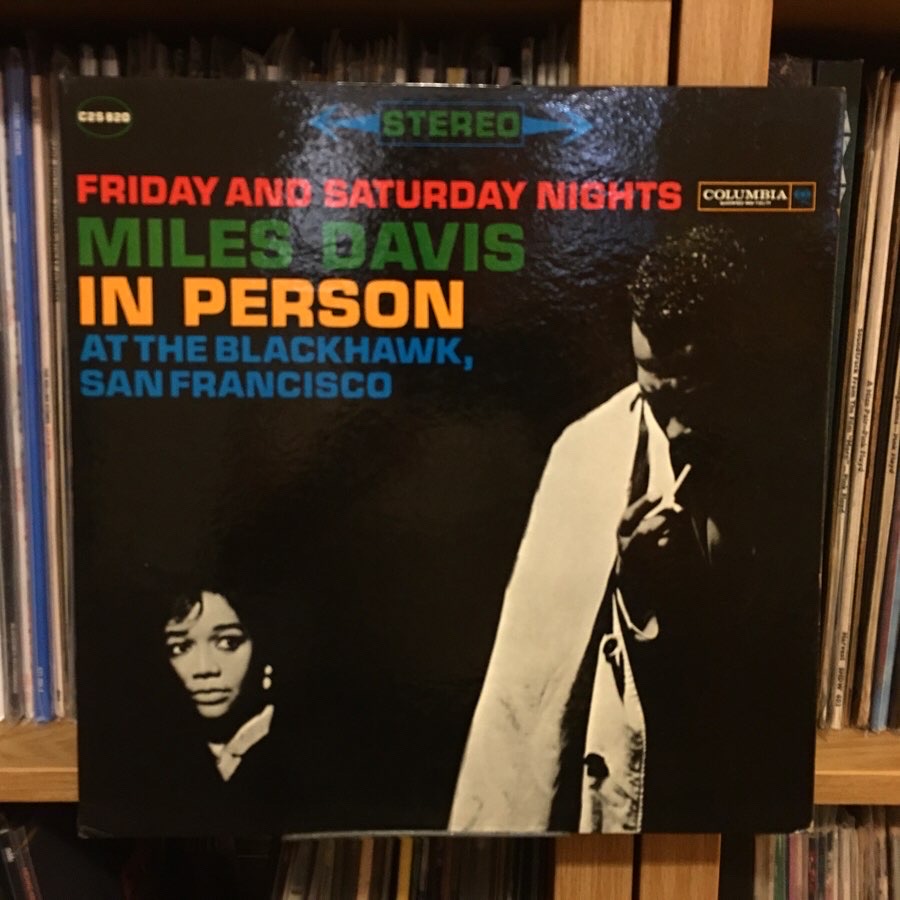 C2S 820
STEREO
FRIDAY AND SATURDAY NIGHTS
COLUMBIA
MILES DAVIS
IN PERSON
AT THE BLACKHAWK,
SAN FRANCISCO